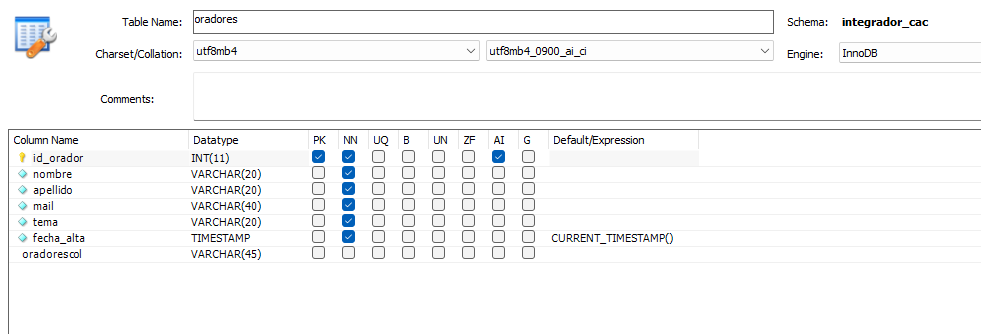 Table Name: oradores Schema: integrador_cac
Charset/Collation: utf8mb4 utf8mb4_0900_ai_ci Engine: InnoDB
Comments:
Column Name Datatype PK NN UQ B UN ZF AI G Default/Expression
id_orador INT(11)
nombre VARCHAR(20)
apellido VARCHAR(20)
mail VARCHAR(40)
tema VARCHAR(20)
fecha_alta TIMESTAMP CURRENT_TIMESTAMP()
oradorescol VARCHAR(45)